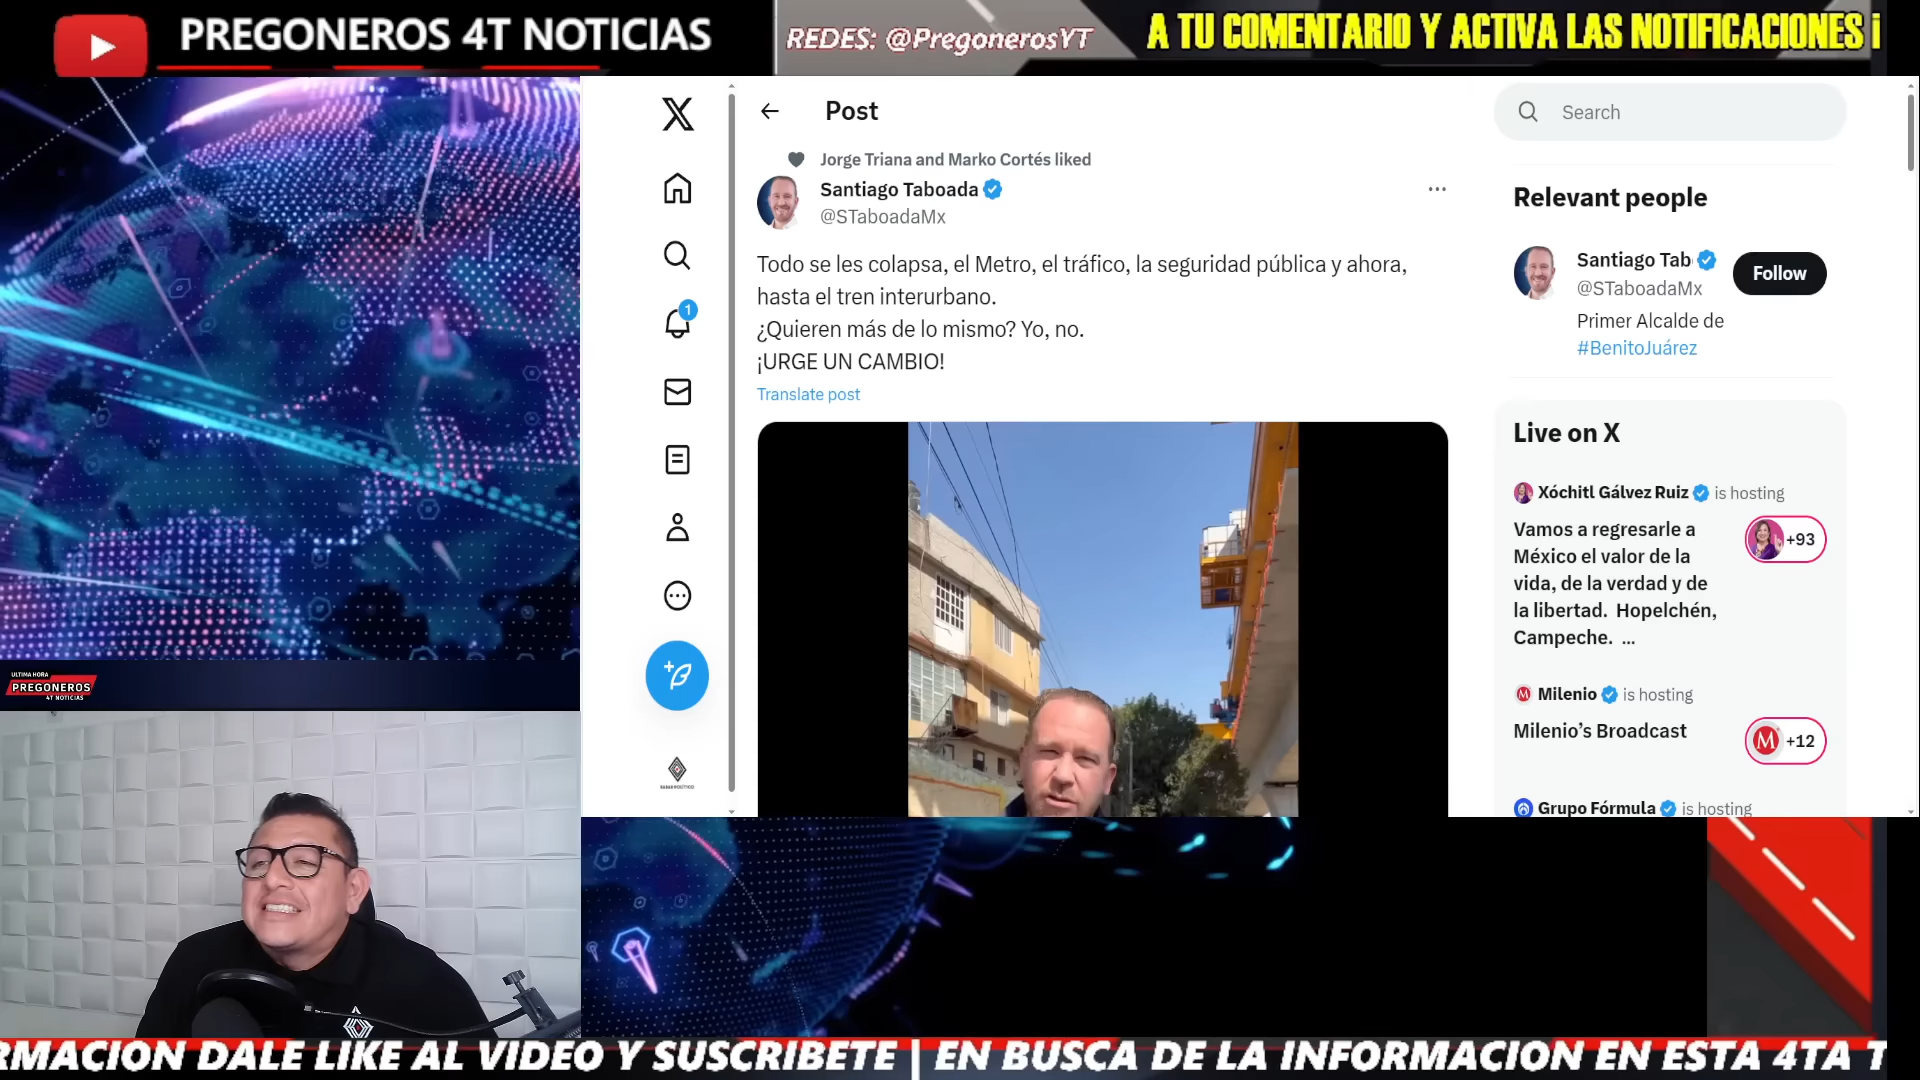 PREGONEROS 4T NOTICIAS
REDES: @PregonerosYT
A TU COMENTARIO Y ACTIVA LAS NOTIFICACIONES ¡
Post
Search
Jorge Triana and Marko Cortés liked
Santiago Taboada
@STaboadaMx
Todo se les colapsa, el Metro, el tráfico, la seguridad pública y ahora,
hasta el tren interurbano.
¿Quieren más de lo mismo? Yo, no.
¡URGE UN CAMBIO!
Translate post
1
Relevant people
Santiago Tab
@STaboadaMx
Follow
Primer Alcalde de
#BenitoJuárez
Live on X
Xóchitl Gálvez Ruiz is hosting
Vamos a regresarle a
México el valor de la
vida, de la verdad y de
la libertad. Hopelchén,
Campeche. ...
+93
Milenio is hosting
Milenio’s Broadcast
M +12
Grupo Fórmula is hosting
ULTIMA HORA
PREGONEROS
4T NOTICIAS
RMACION DALE LIKE AL VIDEO Y SUSCRIBETE | EN BUSCA DE LA INFORMACION EN ESTA 4TA T